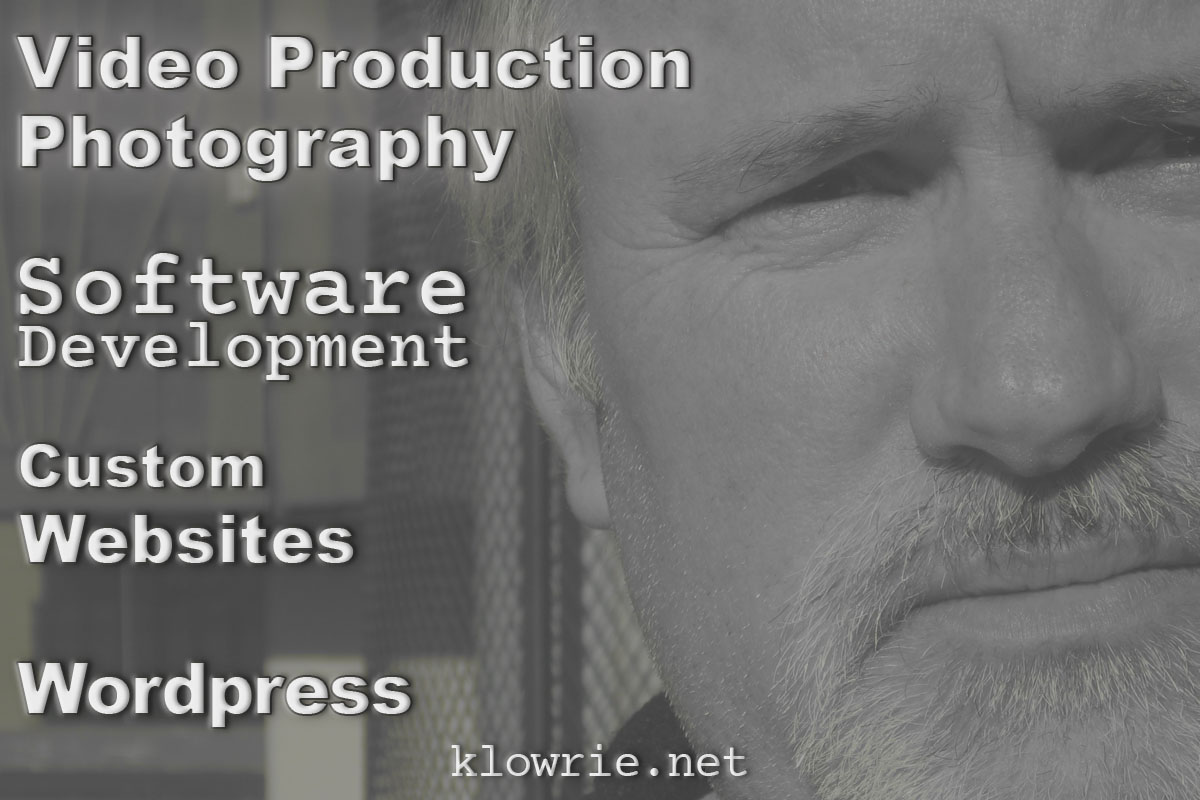 Video Production
Photography
Software
Development
Custom
Websites
Wordpress
klowrie.net